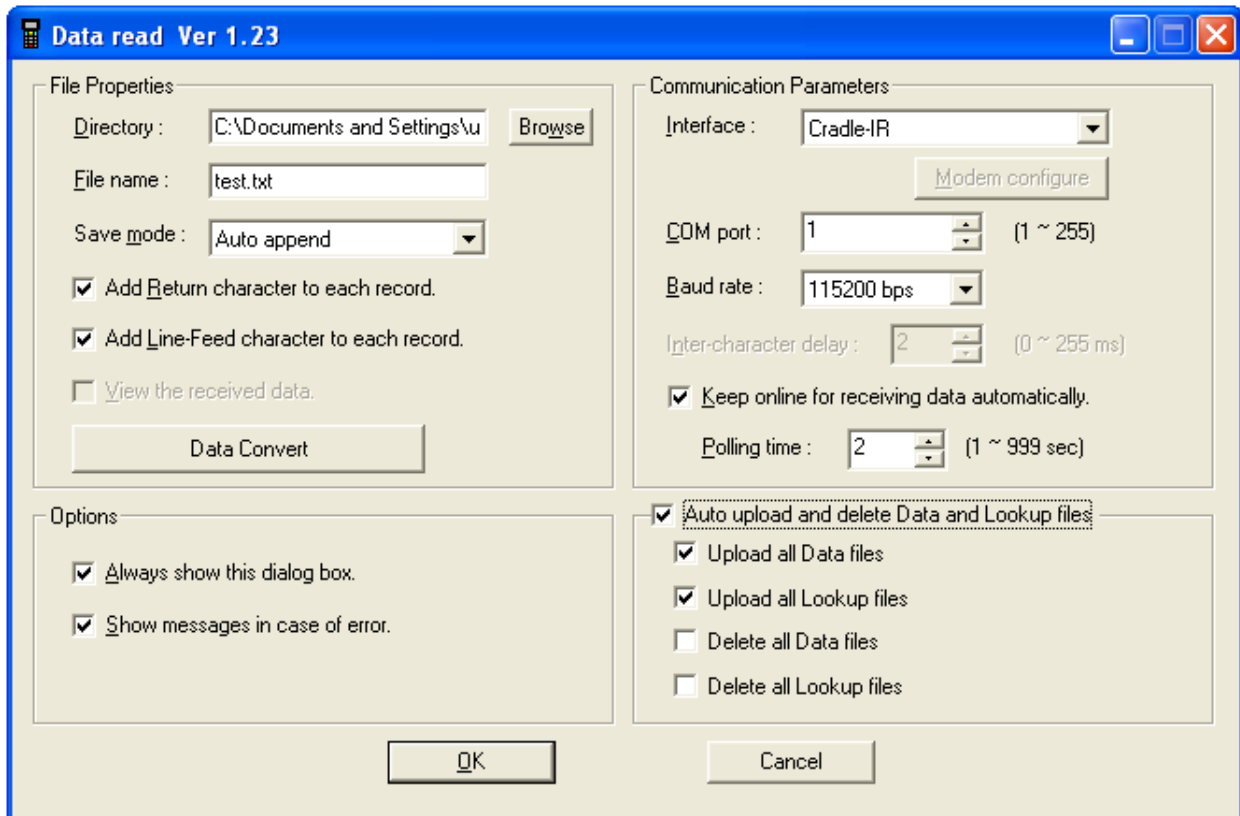 Data read Ver 1.23
File Properties
Directory : C:\Documents and Settings\u Browse
File name : test.txt
Save mode : Auto append
Add Return character to each record.
Add Line-Feed character to each record.
View the received data.
Data Convert
Communication Parameters
Interface : Cradle-IR
Modem configure
COM port : 1 (1 ~ 255)
Baud rate : 115200 bps
Inter-character delay : 2 (0 ~ 255 ms)
Keep online for receiving data automatically.
Polling time : 2 (1 ~ 999 sec)
Options
Always show this dialog box.
Show messages in case of error.
Auto upload and delete Data and Lookup files
Upload all Data files
Upload all Lookup files
Delete all Data files
Delete all Lookup files
OK Cancel